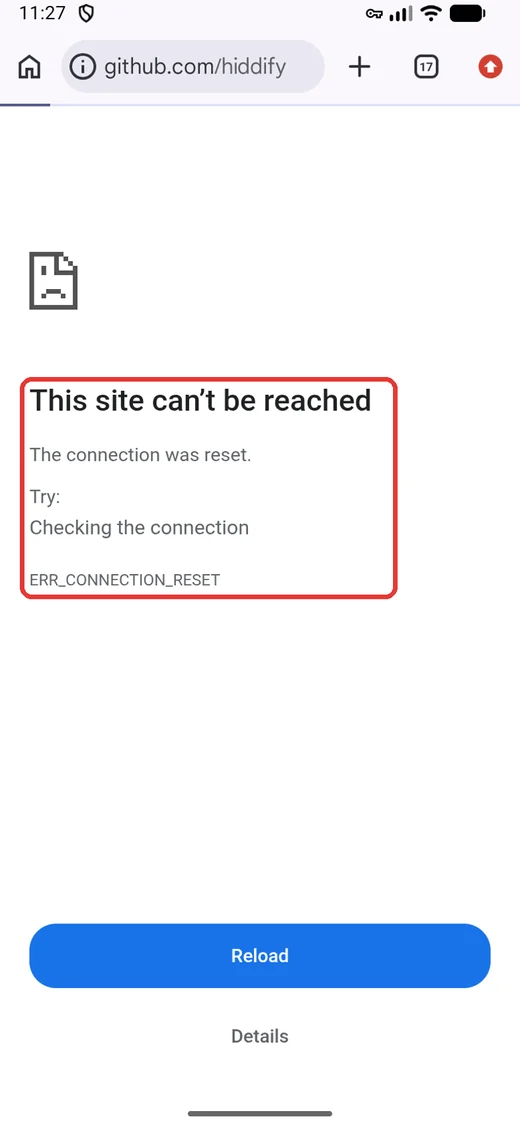 11:27
github.com/hiddify
17
This site can’t be reached
The connection was reset.
Try:
Checking the connection
ERR_CONNECTION_RESET
Reload
Details